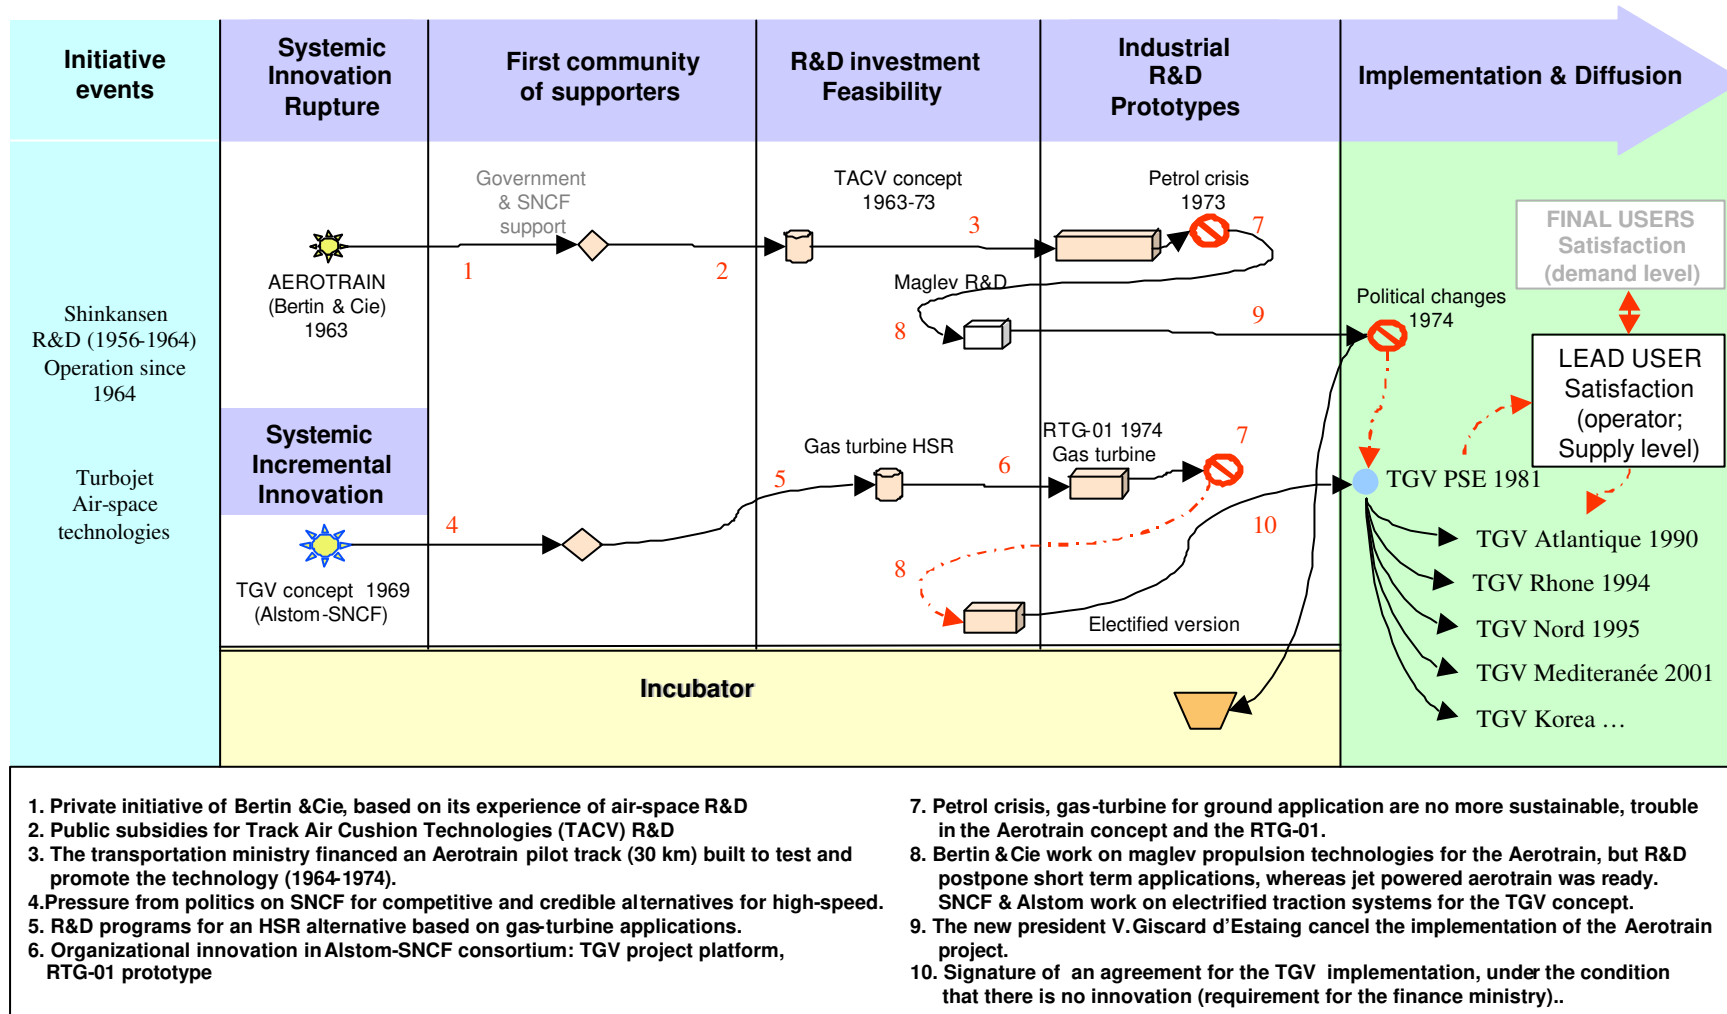 Initiative
events
Systemic
Innovation
Rupture
First community
of supporters
R&D investment
Feasibility
Industrial
R&D
Prototypes
Implementation & Diffusion
Shinkansen
R&D (1956-1964)
Operation since
1964
Turbojet
Air-space
technologies
Government
& SNCF
support
TACV concept
1963-73
Petrol crisis
1973
1
2
3
7
AEROTRAIN
(Bertin & Cie)
1963
Maglev R&D
8
9
Political changes
1974
FINAL USERS
Satisfaction
(demand level)
LEAD USER
Satisfaction
(operator;
Supply level)
Systemic
Incremental
Innovation
Gas turbine HSR
RTG-01 1974
Gas turbine
4
5
6
7
8
10
TGV concept 1969
(Alstom-SNCF)
Electified version
TGV PSE 1981
TGV Atlantique 1990
TGV Rhone 1994
TGV Nord 1995
TGV Mediteranée 2001
TGV Korea …
Incubator
1. Private initiative of Bertin &Cie, based on its experience of air-space R&D
2. Public subsidies for Track Air Cushion Technologies (TACV) R&D
3. The transportation ministry financed an Aerotrain pilot track (30 km) built to test and
promote the technology (1964-1974).
4.Pressure from politics on SNCF for competitive and credible alternatives for high-speed.
5. R&D programs for an HSR alternative based on gas-turbine applications.
6. Organizational innovation in Alstom-SNCF consortium: TGV project platform,
RTG-01 prototype
7. Petrol crisis, gas-turbine for ground application are no more sustainable, trouble
in the Aerotrain concept and the RTG-01.
8. Bertin &Cie work on maglev propulsion technologies for the Aerotrain, but R&D
postpone short term applications, whereas jet powered aerotrain was ready.
SNCF & Alstom work on electrified traction systems for the TGV concept.
9. The new president V.Giscard d'Estaing cancel the implementation of the Aerotrain
project.
10. Signature of an agreement for the TGV implementation, under the condition
that there is no innovation (requirement for the finance ministry)..